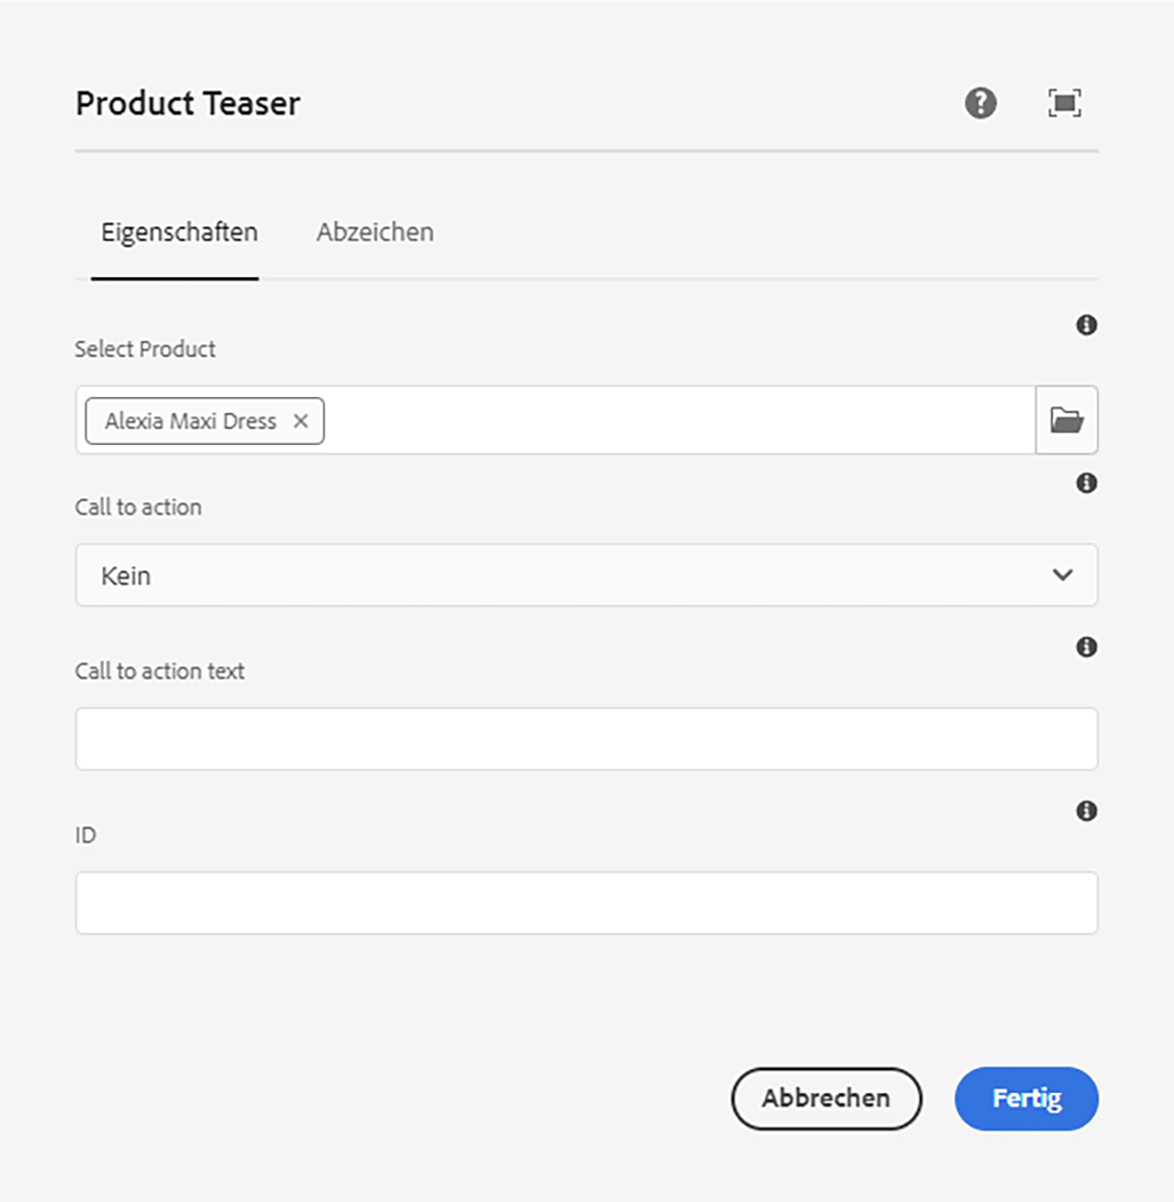 Product Teaser
Eigenschaften Abzeichen
Select Product
Alexia Maxi Dress
Call to action
Kein
Call to action text
ID
Abbrechen Fertig